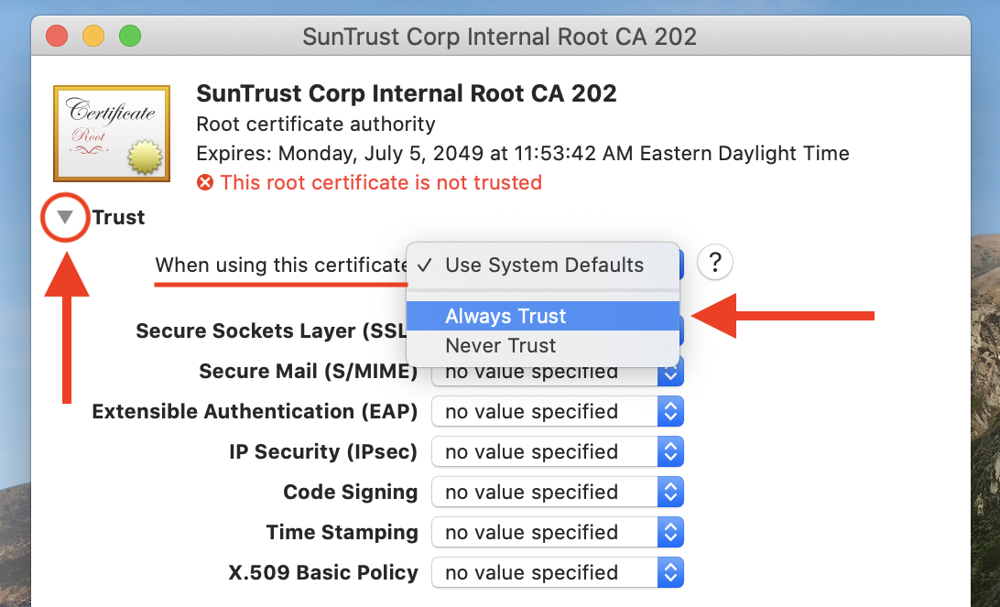 SunTrust Corp Internal Root CA 202
Certificate
Root
SunTrust Corp Internal Root CA 202
Root certificate authority
Expires: Monday, July 5, 2049 at 11:53:42 AM Eastern Daylight Time
This root certificate is not trusted
Trust
When using this certificate
✓ Use System Defaults
?
Always Trust
Never Trust
Secure Sockets Layer (SSL
Secure Mail (S/MIME) no value specified
Extensible Authentication (EAP) no value specified
IP Security (IPsec) no value specified
Code Signing no value specified
Time Stamping no value specified
X.509 Basic Policy no value specified